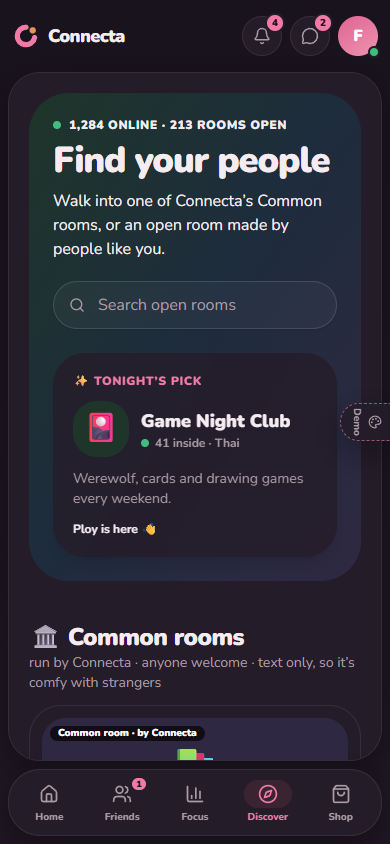 Connecta
4
2
F
1,284 ONLINE · 213 ROOMS OPEN
Find your people
Walk into one of Connecta's Common
rooms, or an open room made by
people like you.
Search open rooms
TONIGHT'S PICK
Game Night Club
41 inside · Thai
Werewolf, cards and drawing games
every weekend.
Ploy is here 👋
Demo
Common rooms
run by Connecta · anyone welcome · text only, so it's
comfy with strangers
Common room · by Connecta
1
Home
Friends
Focus
Discover
Shop